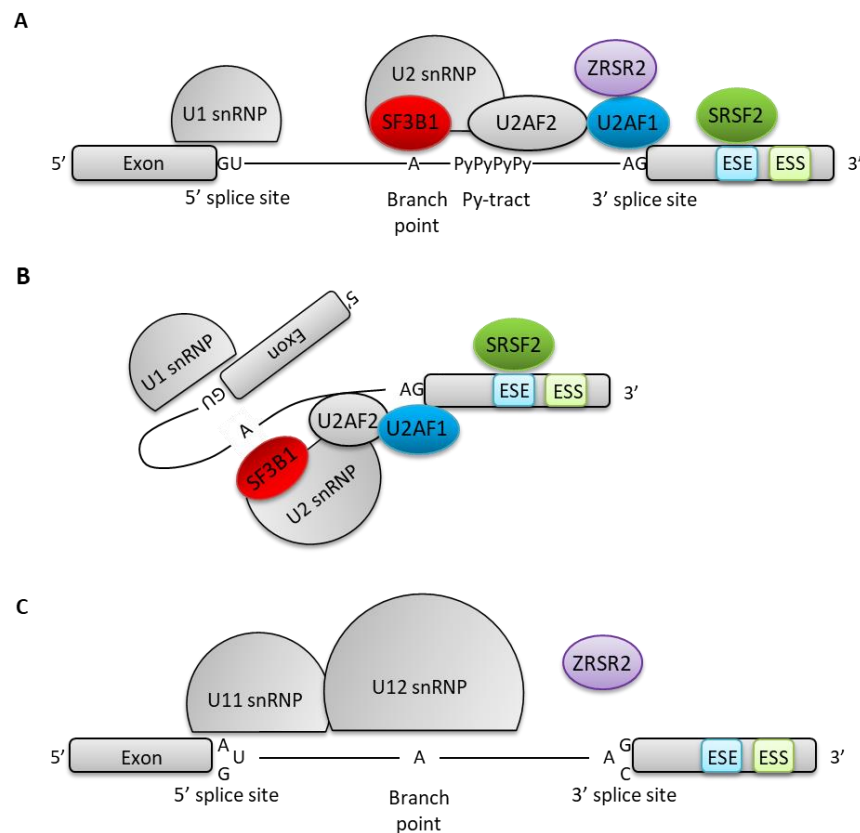 A
U2 snRNP
ZRSR2
U1 snRNP
SF3B1
U2AF2
U2AF1
SRSF2
5’ Exon GU A PyPyPyPy AG ESE ESS 3’
5’ splice site
Branch point
Py-tract
3’ splice site
B
5’
Exon
U1 snRNP
GU
A
SRSF2
AG ESE ESS 3’
U2AF2
U2AF1
SF3B1
U2 snRNP
C
U11 snRNP
U12 snRNP
ZRSR2
5’ Exon
A
G
U
A
A
G
C
ESE ESS 3’
5’ splice site
Branch
point
3’ splice site